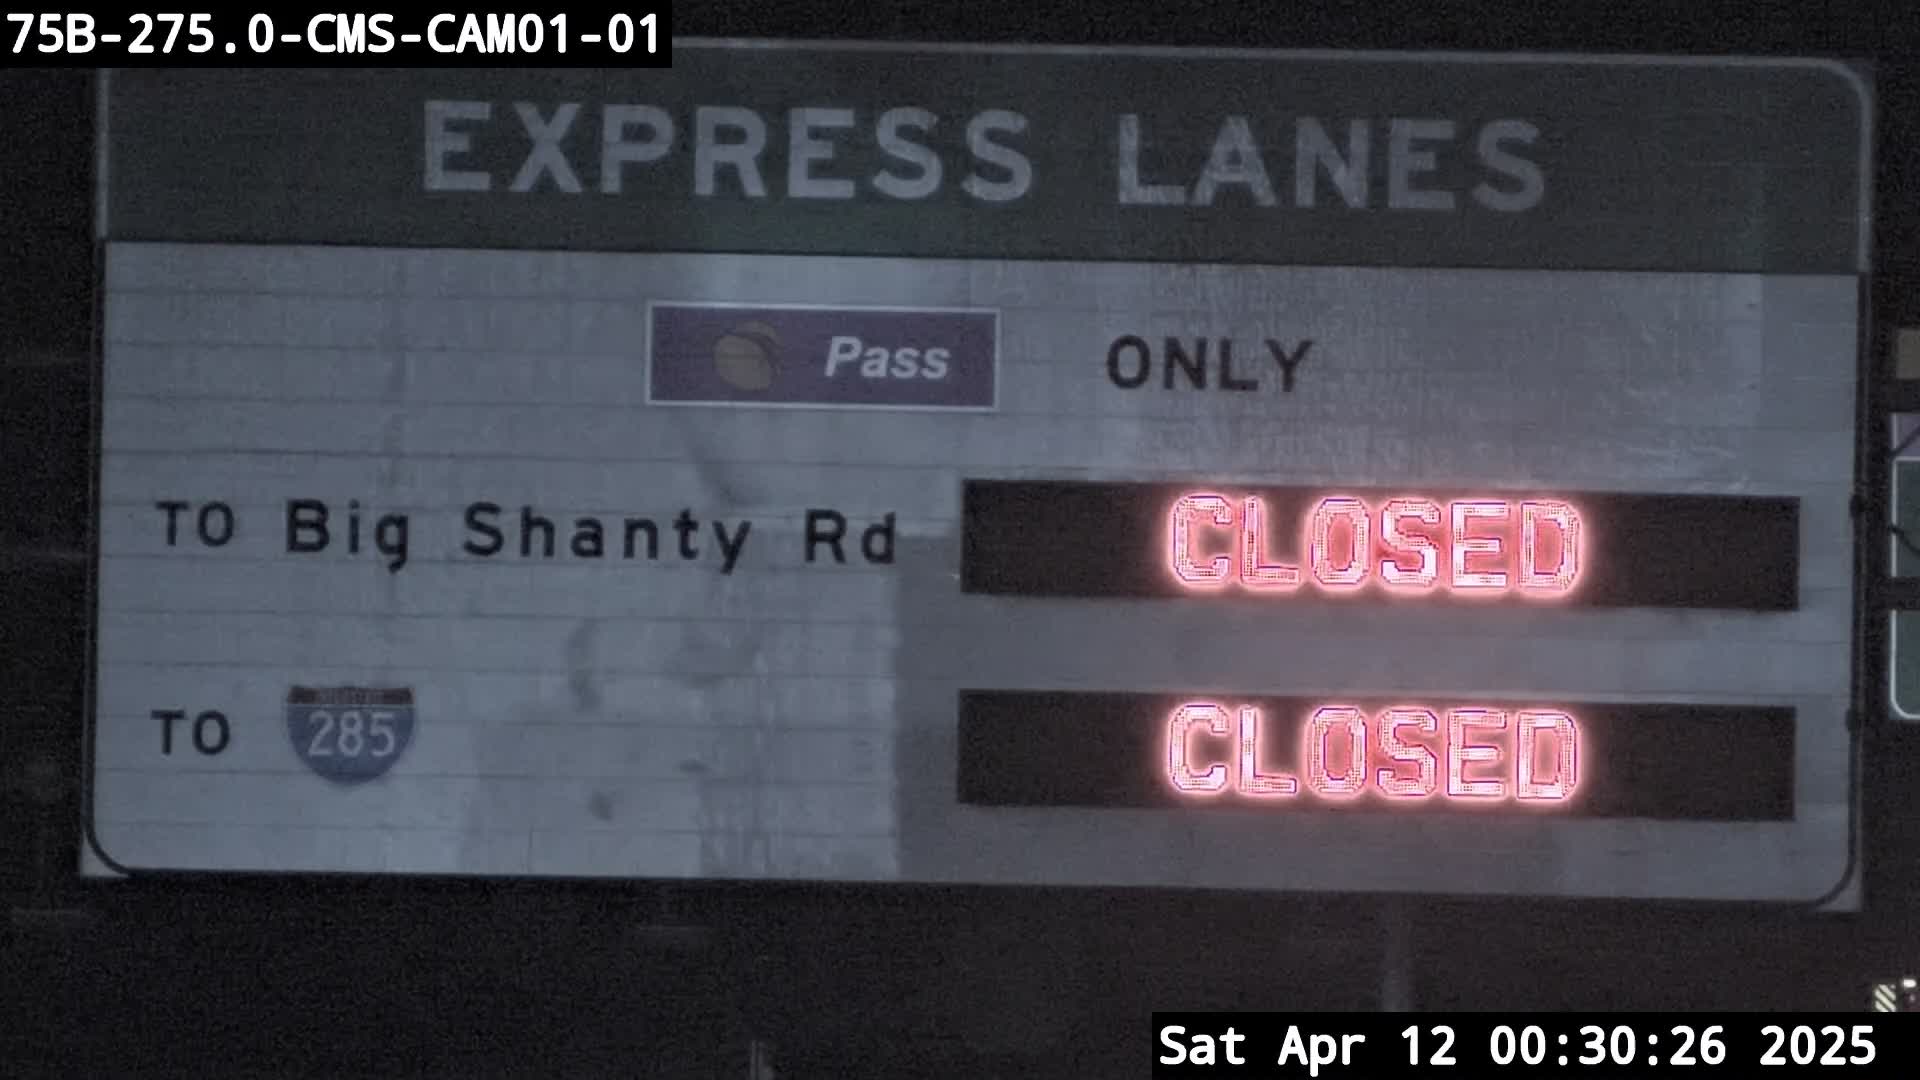 75B-275.0-CMS-CAM01-01
EXPRESS LANES
Pass ONLY
TO Big Shanty Rd CLOSED
TO 285 CLOSED
Sat Apr 12 00:30:26 2025